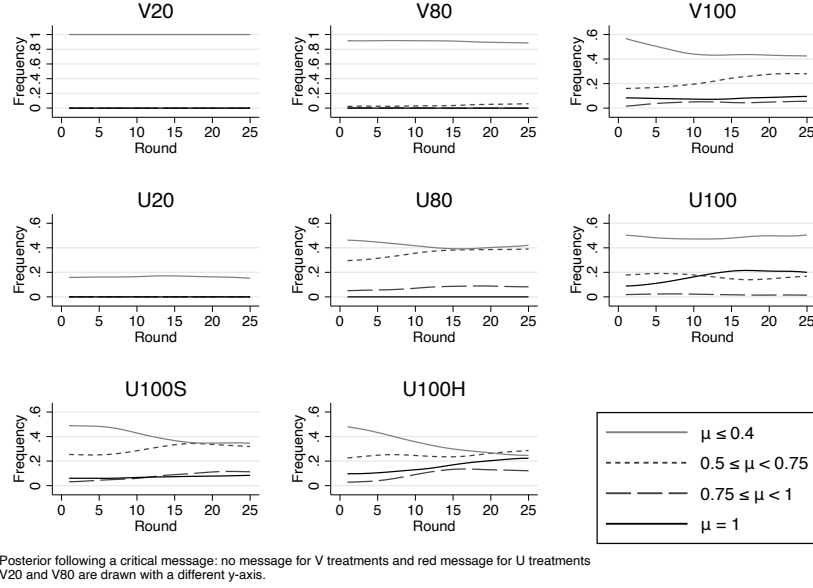 V20
V80
V100
Frequency
0 .2 .4 .6 .8 1
0 5 10 15 20 25
Round
Frequency
0 .2 .4 .6 .8 1
0 5 10 15 20 25
Round
Frequency
0 .2 .4 .6
0 5 10 15 20 25
Round
U20
U80
U100
Frequency
0 .2 .4 .6
0 5 10 15 20 25
Round
Frequency
0 .2 .4 .6
0 5 10 15 20 25
Round
Frequency
0 .2 .4 .6
0 5 10 15 20 25
Round
U100S
U100H
Frequency
0 .2 .4 .6
0 5 10 15 20 25
Round
Frequency
0 .2 .4 .6
0 5 10 15 20 25
Round
μ ≤ 0.4
0.5 ≤ μ < 0.75
0.75 ≤ μ < 1
μ = 1
Posterior following a critical message: no message for V treatments and red message for U treatments
V20 and V80 are drawn with a different y-axis.